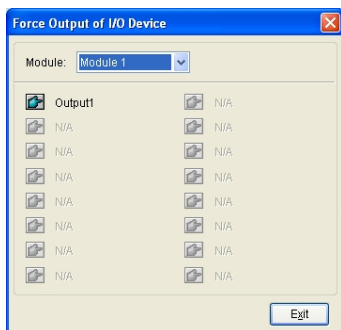 Force Output of I/O Device
Module: Module 1
Output1 N/A
N/A N/A
N/A N/A
N/A N/A
N/A N/A
N/A N/A
N/A N/A
N/A N/A
Exit